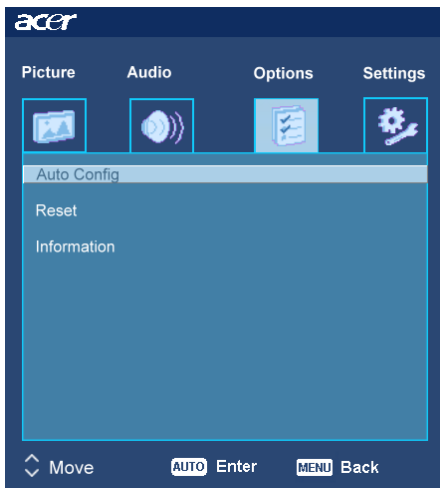 acer
Picture Audio Options Settings
Auto Config
Reset
Information
Move AUTO Enter MENU Back